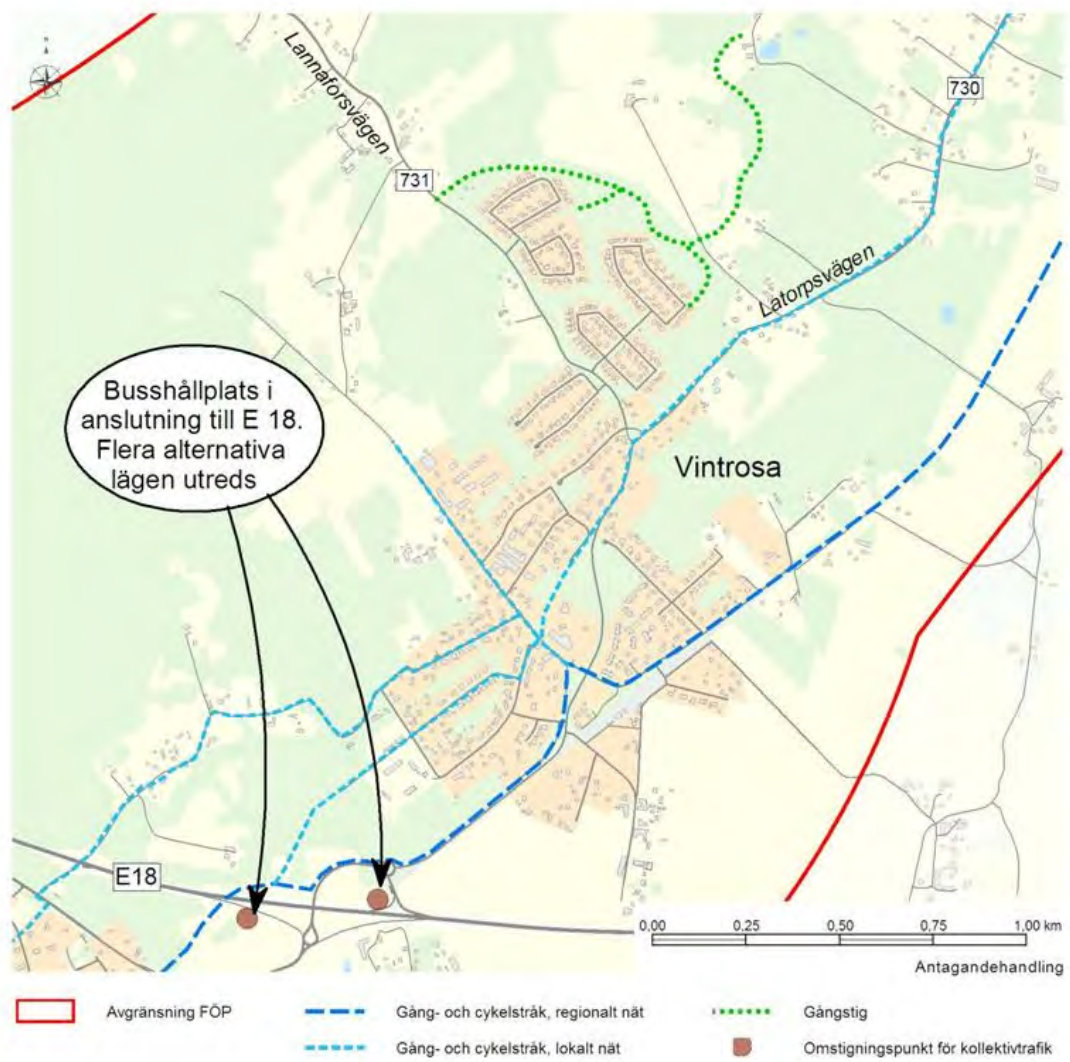 N
Lannaforsvägen
730
731
Latorpsvägen
Busshållplats i
anslutning till E 18.
Flera alternativa
lägen utreds
Vintrosa
E18
0,00 0,25 0,50 0,75 1,00 km
Antagandehandling
Avgränsning FÖP
Gång- och cykelstråk, regionalt nät
Gångstig
Gång- och cykelstråk, lokalt nät
Omstigningspunkt för kollektivtrafik